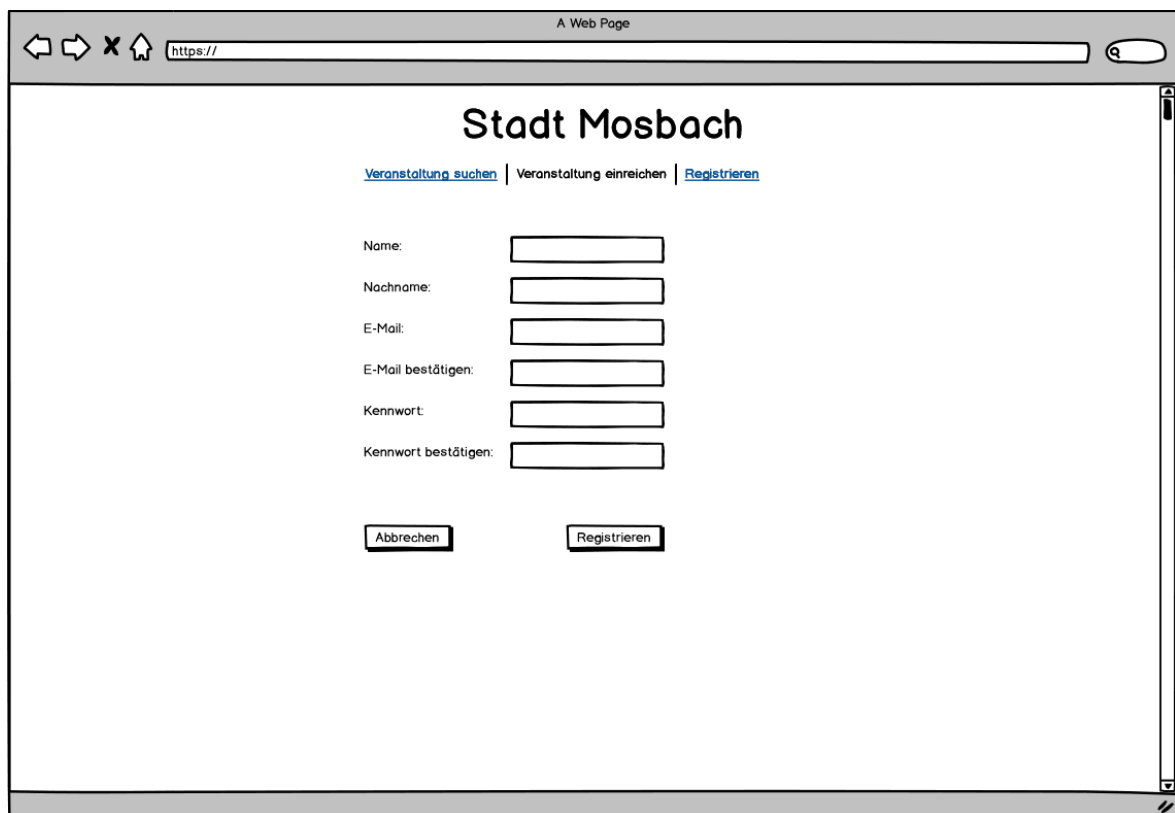 A Web Page
https://
Stadt Mosbach
Veranstaltung suchen | Veranstaltung einreichen | Registrieren
Name:
Nachname:
E-Mail:
E-Mail bestätigen:
Kennwort:
Kennwort bestätigen:
Abbrechen Registrieren